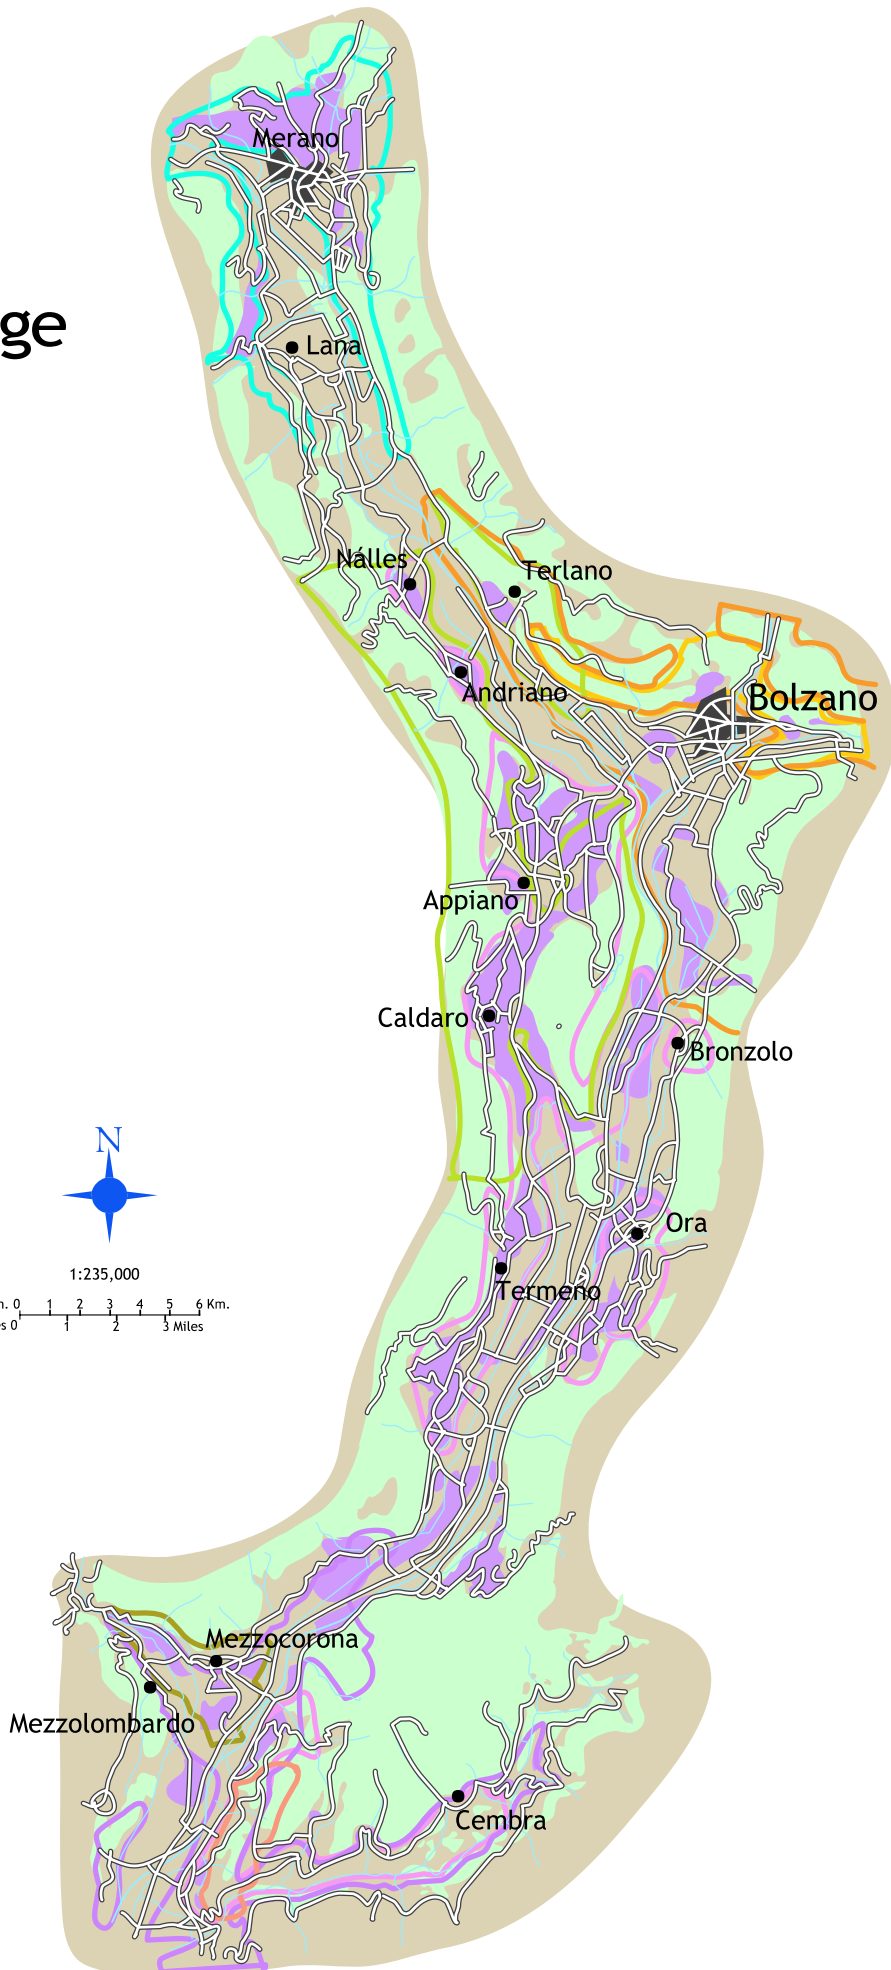 Merano
ge
Lana
Nálles
Terlano
Andriano
Bolzano
Appiano
Caldaro
Bronzolo
N
Ora
1:235,000
Termeno
0 1 2 3 4 5 6 Km.
0 1 2 3 Miles
Mezzocorona
Mezzolombardo
Cembra